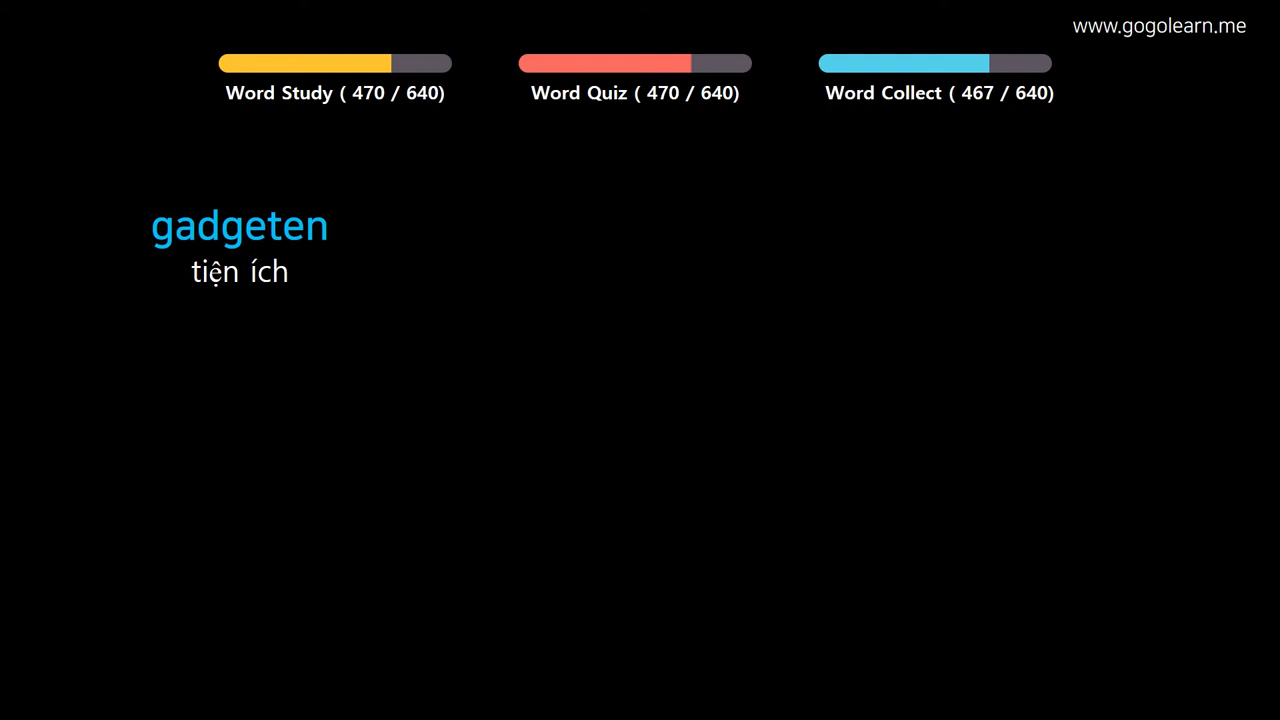 www.gogolearn.me
Word Study ( 470 / 640)
Word Quiz ( 470 / 640)
Word Collect ( 467 / 640)
gadgeten
tiện ích